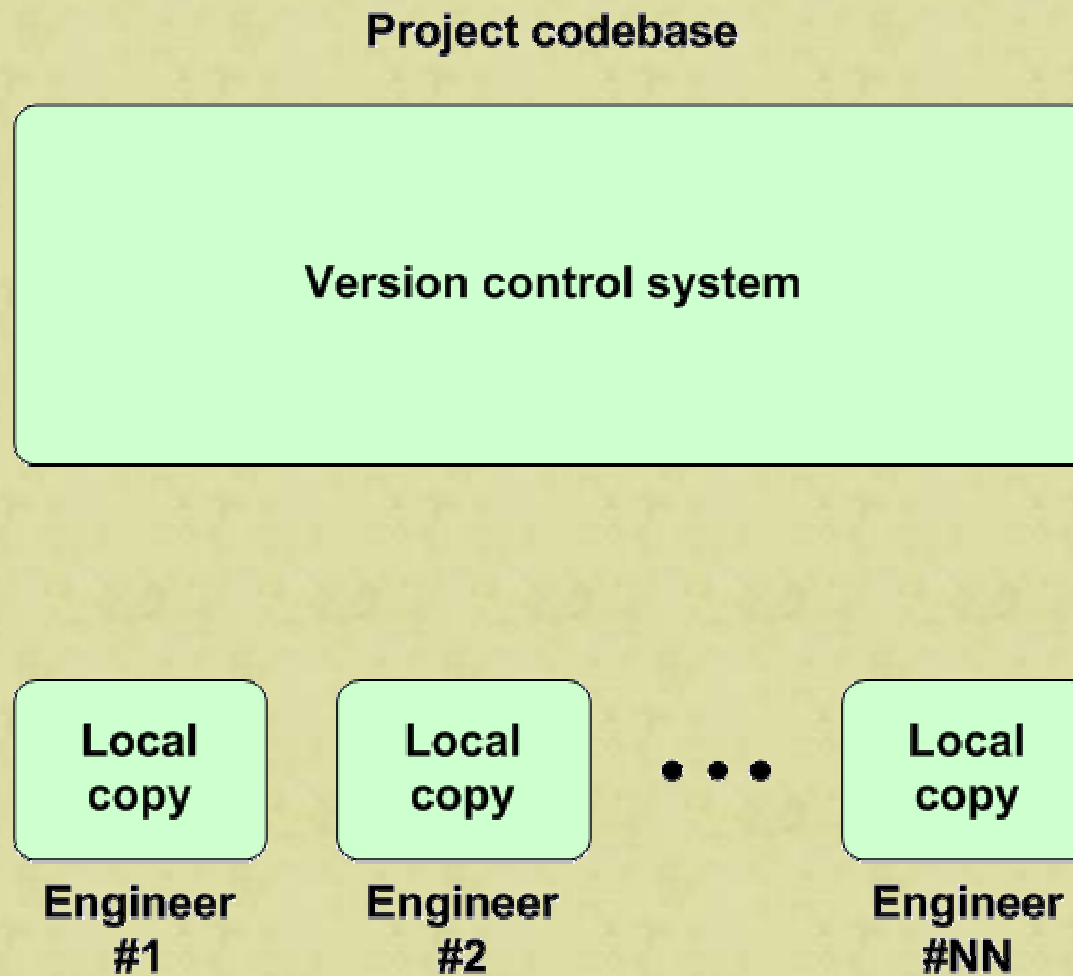 Project codebase
Version control system
Local
copy
Local
copy
Local
copy
Engineer
#1
Engineer
#2
Engineer
#NN